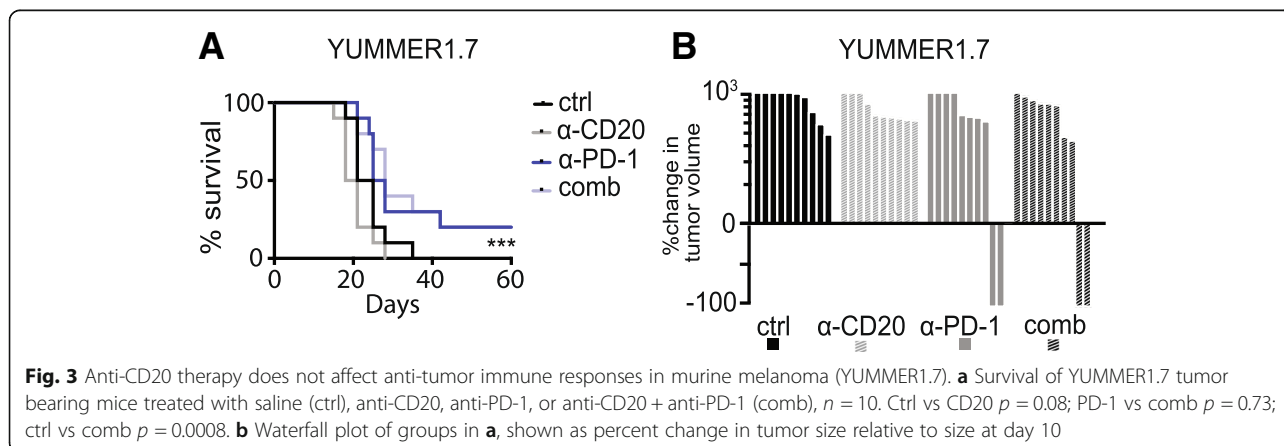 A
YUMMER1.7
% survival
100
50
0
0 20 40 60
Days
***
ctrl
α-CD20
α-PD-1
comb
B
YUMMER1.7
%change in
tumor volume
10³
0
-100
ctrl α-CD20 α-PD-1 comb
Fig. 3 Anti-CD20 therapy does not affect anti-tumor immune responses in murine melanoma (YUMMER1.7). a Survival of YUMMER1.7 tumor
bearing mice treated with saline (ctrl), anti-CD20, anti-PD-1, or anti-CD20 + anti-PD-1 (comb), n = 10. Ctrl vs CD20 p = 0.08; PD-1 vs comb p = 0.73;
ctrl vs comb p = 0.0008. b Waterfall plot of groups in a, shown as percent change in tumor size relative to size at day 10